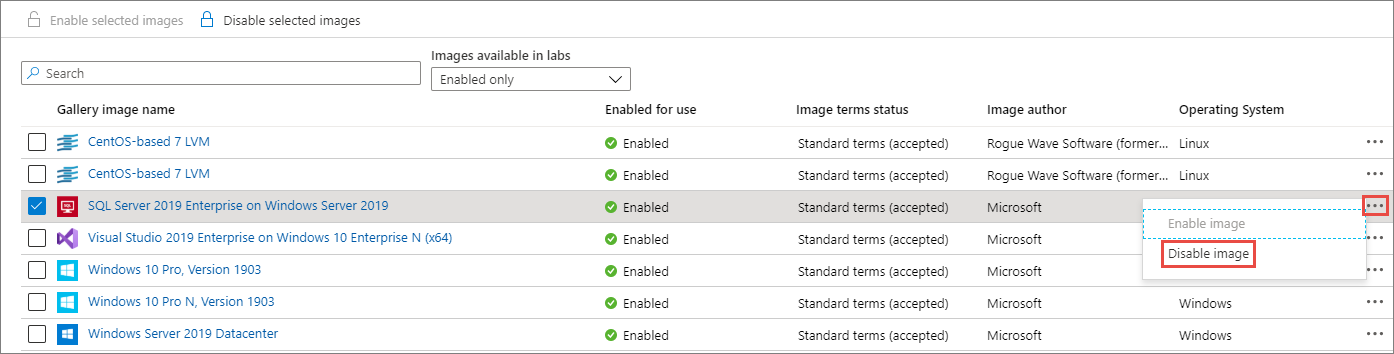 Enable selected images Disable selected images
Images available in labs
Search Enabled only
Gallery image name Enabled for use Image terms status Image author Operating System
CentOS-based 7 LVM Enabled Standard terms (accepted) Rogue Wave Software (former... Linux
CentOS-based 7 LVM Enabled Standard terms (accepted) Rogue Wave Software (former... Linux
SQL Server 2019 Enterprise on Windows Server 2019 Enabled Standard terms (accepted) Microsoft
Enable image
Visual Studio 2019 Enterprise on Windows 10 Enterprise N (x64) Enabled Standard terms (accepted) Microsoft
Disable image
Windows 10 Pro, Version 1903 Enabled Standard terms (accepted) Microsoft
Windows 10 Pro N, Version 1903 Enabled Standard terms (accepted) Microsoft Windows
Windows Server 2019 Datacenter Enabled Standard terms (accepted) Microsoft Windows